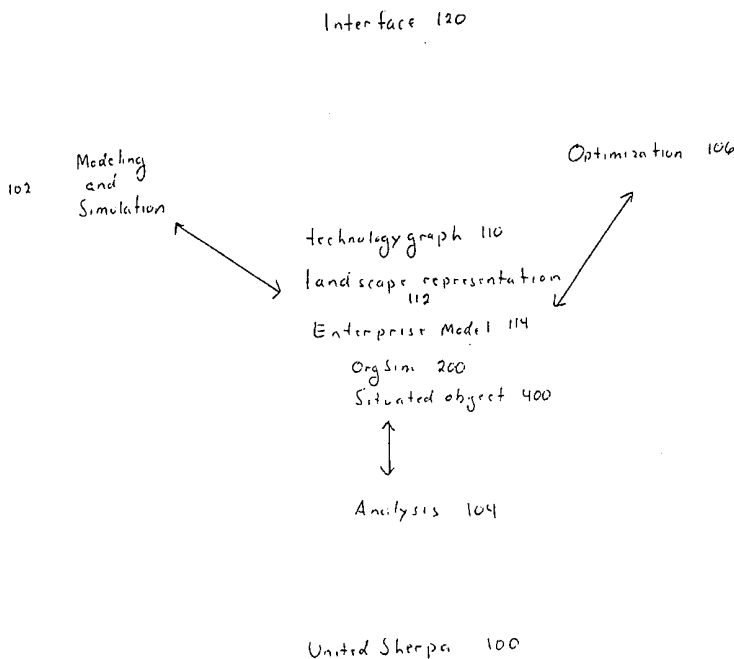 Interface 120
Optimization 106
Modeling
102 and
Simulation
technology graph 110
landscape representation
112
Enterprise Model 114
OrgSim 200
Situated object 400
Analysis 104
United Sherpa 100